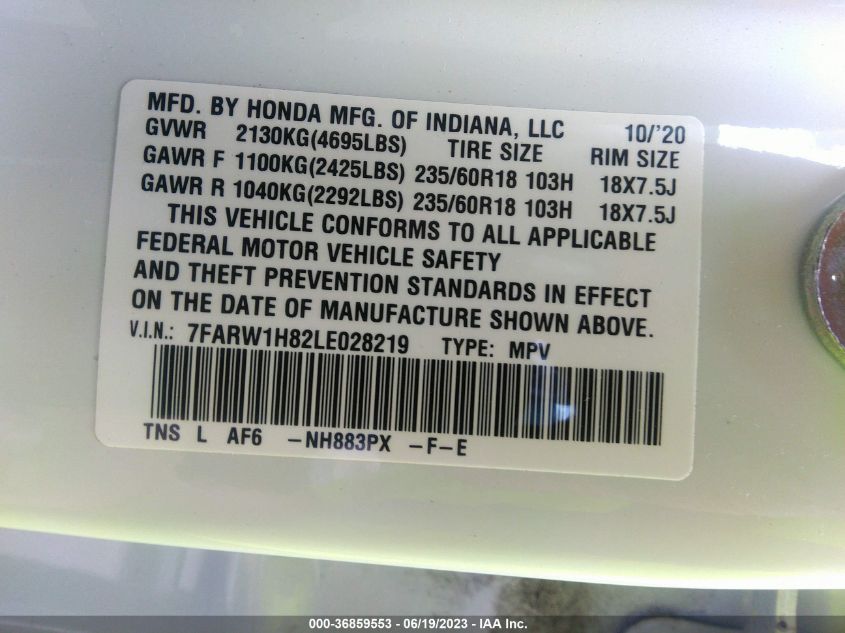 MFD. BY HONDA MFG. OF INDIANA, LLC 10/'20
GVWR 2130KG(4695LBS) TIRE SIZE RIM SIZE
GAWR F 1100KG(2425LBS) 235/60R18 103H 18X7.5J
GAWR R 1040KG(2292LBS) 235/60R18 103H 18X7.5J
THIS VEHICLE CONFORMS TO ALL APPLICABLE
FEDERAL MOTOR VEHICLE SAFETY
AND THEFT PREVENTION STANDARDS IN EFFECT
ON THE DATE OF MANUFACTURE SHOWN ABOVE.
V.I.N.: 7FARW1H82LE028219 TYPE: MPV
TNS L AF6 -NH883PX -F-E
000-36859553 / 06/19/2023 - © IAA Inc.